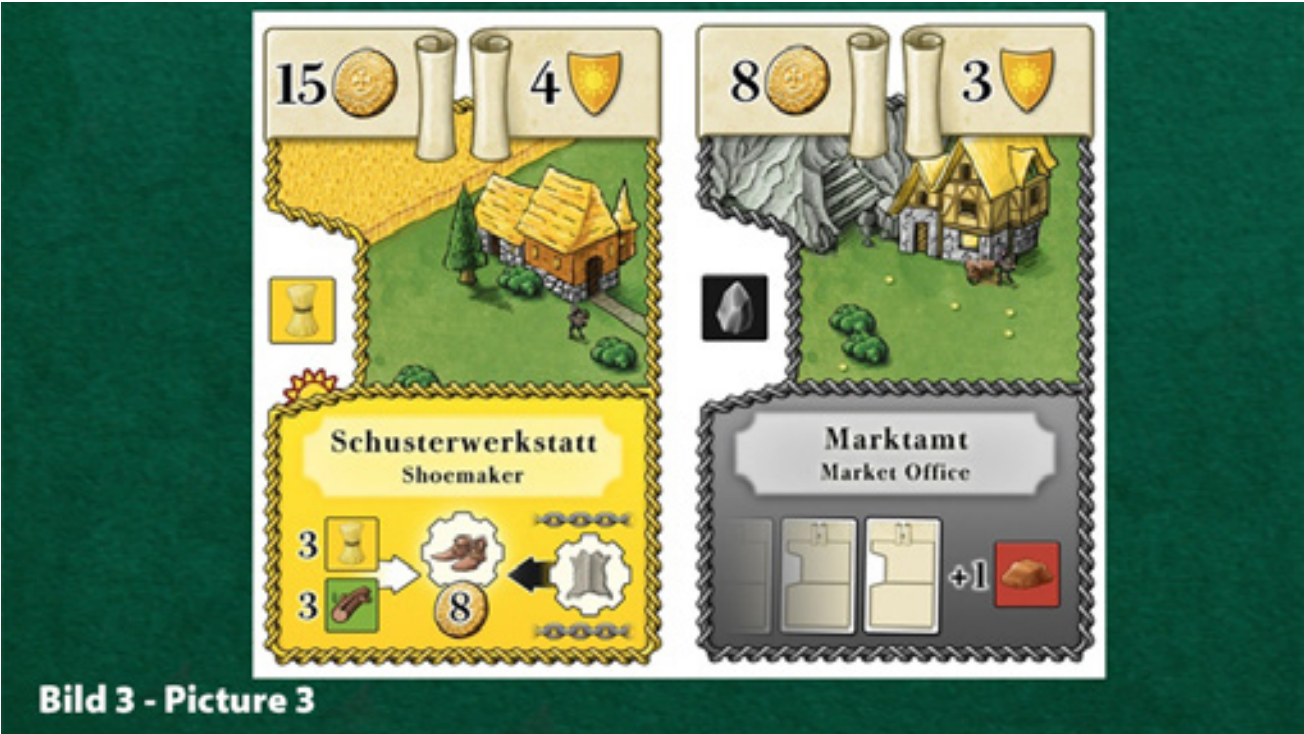 15 4
8 3
Schusterwerkstatt
Shoemaker
3
3
8
Marktamt
Market Office
+1
Bild 3 - Picture 3